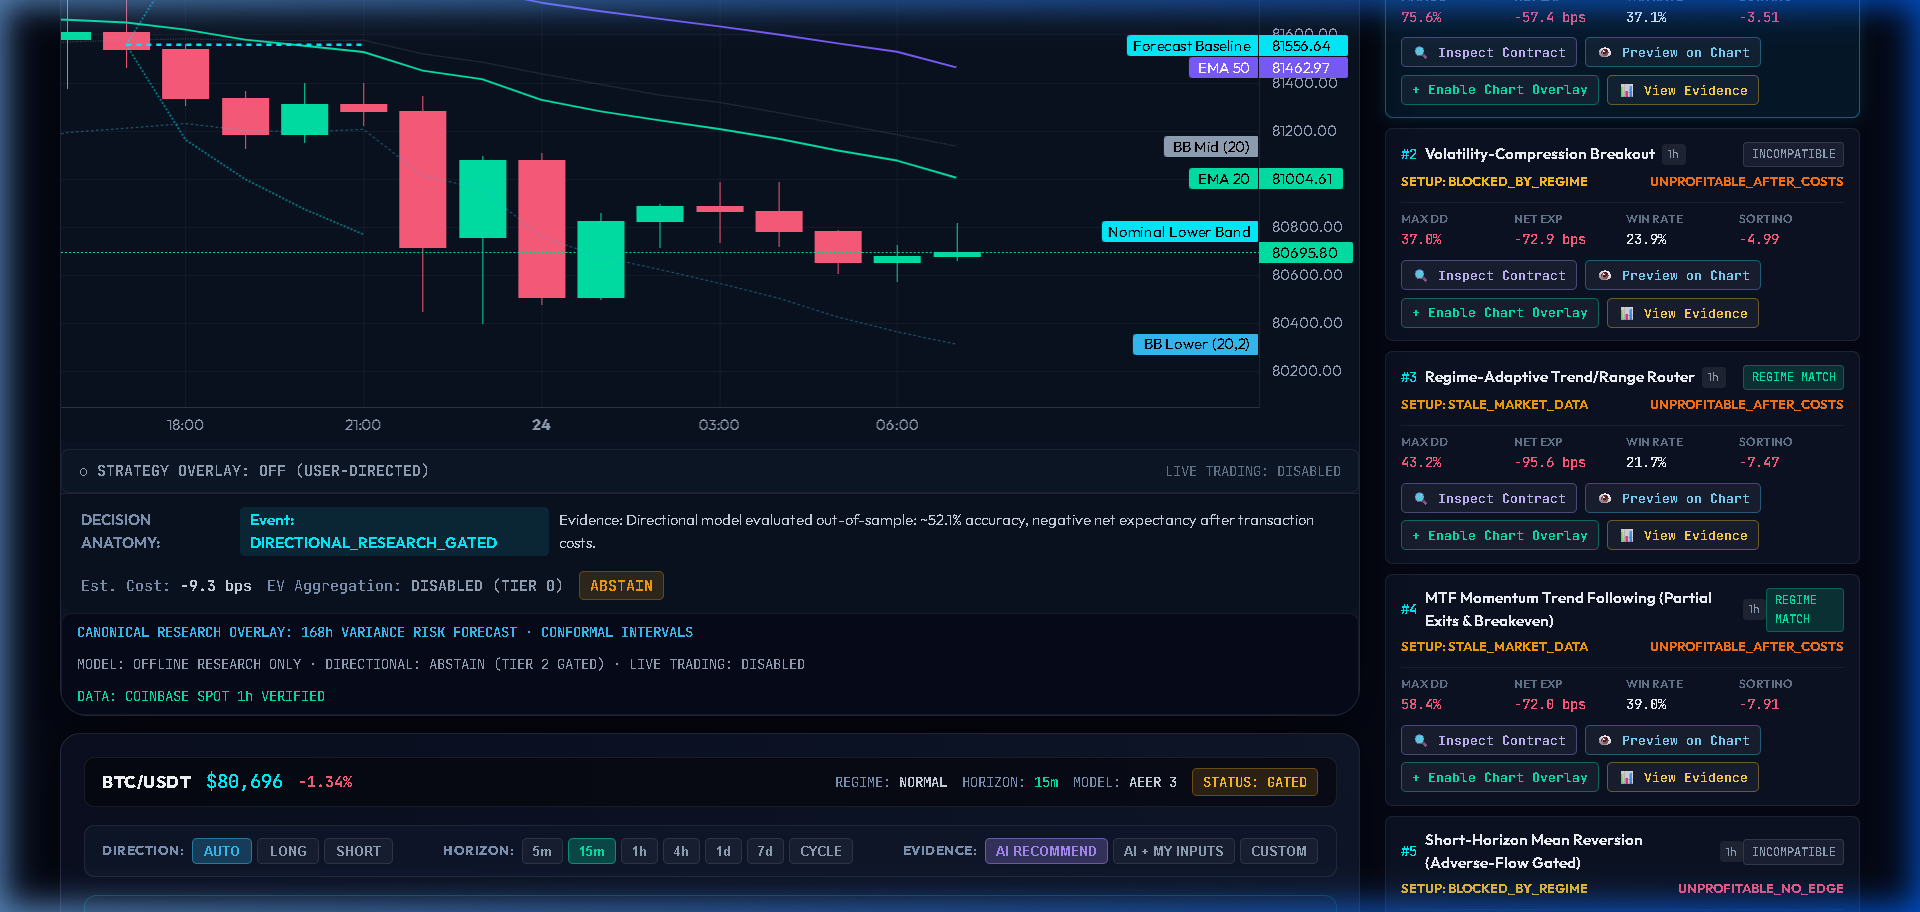 81600.00
Forecast Baseline 81556.64
EMA 50 81462.97
81400.00
81200.00
BB Mid (20)
EMA 20 81004.61
80800.00
Nominal Lower Band
80695.80
80600.00
80400.00
BB Lower (20,2)
80200.00
18:00 21:00 24 03:00 06:00
○ STRATEGY OVERLAY: OFF (USER-DIRECTED) LIVE TRADING: DISABLED
DECISION ANATOMY:
Event: DIRECTIONAL_RESEARCH_GATED
Evidence: Directional model evaluated out-of-sample: ~52.1% accuracy, negative net expectancy after transaction
costs.
Est. Cost: -9.3 bps EV Aggregation: DISABLED (TIER 0) ABSTAIN
CANONICAL RESEARCH OVERLAY: 168h VARIANCE RISK FORECAST · CONFORMAL INTERVALS
MODEL: OFFLINE RESEARCH ONLY · DIRECTIONAL: ABSTAIN (TIER 2 GATED) · LIVE TRADING: DISABLED
DATA: COINBASE SPOT 1h VERIFIED
BTC/USDT $80,696 -1.34% REGIME: NORMAL HORIZON: 15m MODEL: AEER 3 STATUS: GATED
DIRECTION: AUTO LONG SHORT HORIZON: 5m 15m 1h 4h 1d 7d CYCLE EVIDENCE: AI RECOMMEND AI + MY INPUTS CUSTOM
75.6% -57.4 bps 37.1% -3.51
Inspect Contract Preview on Chart
+ Enable Chart Overlay View Evidence
#2 Volatility-Compression Breakout 1h INCOMPATIBLE
SETUP: BLOCKED_BY_REGIME UNPROFITABLE_AFTER_COSTS
MAX DD NET EXP WIN RATE SORTINO
37.0% -72.9 bps 23.9% -4.99
Inspect Contract Preview on Chart
+ Enable Chart Overlay View Evidence
#3 Regime-Adaptive Trend/Range Router 1h REGIME MATCH
SETUP: STALE_MARKET_DATA UNPROFITABLE_AFTER_COSTS
MAX DD NET EXP WIN RATE SORTINO
43.2% -95.6 bps 21.7% -7.47
Inspect Contract Preview on Chart
+ Enable Chart Overlay View Evidence
#4 MTF Momentum Trend Following (Partial
Exits & Breakeven) 1h REGIME MATCH
SETUP: STALE_MARKET_DATA UNPROFITABLE_AFTER_COSTS
MAX DD NET EXP WIN RATE SORTINO
58.4% -72.0 bps 39.0% -7.91
Inspect Contract Preview on Chart
+ Enable Chart Overlay View Evidence
#5 Short-Horizon Mean Reversion
(Adverse-Flow Gated) 1h INCOMPATIBLE
SETUP: BLOCKED_BY_REGIME UNPROFITABLE_NO_EDGE